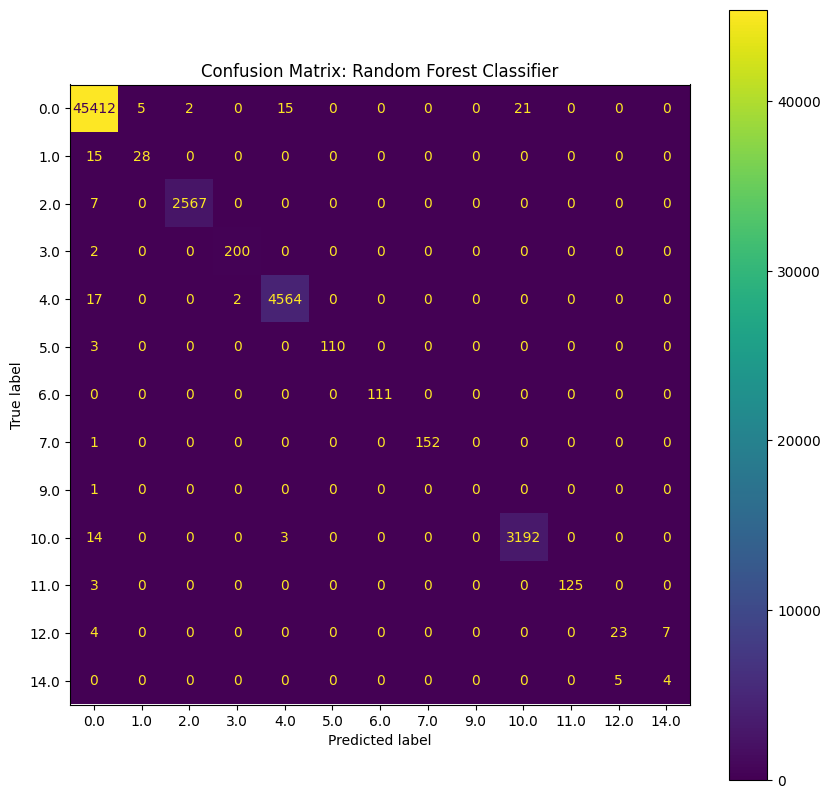 Confusion Matrix: Random Forest Classifier
0.0 45412 5 2 0 15 0 0 0 0 21 0 0 0
1.0 15 28 0 0 0 0 0 0 0 0 0 0 0
2.0 7 0 2567 0 0 0 0 0 0 0 0 0 0
3.0 2 0 0 200 0 0 0 0 0 0 0 0 0
4.0 17 0 0 2 4564 0 0 0 0 0 0 0 0
5.0 3 0 0 0 0 110 0 0 0 0 0 0 0
6.0 0 0 0 0 0 0 111 0 0 0 0 0 0
7.0 1 0 0 0 0 0 0 152 0 0 0 0 0
9.0 1 0 0 0 0 0 0 0 0 0 0 0 0
10.0 14 0 0 0 3 0 0 0 0 3192 0 0 0
11.0 3 0 0 0 0 0 0 0 0 0 125 0 0
12.0 4 0 0 0 0 0 0 0 0 0 0 23 7
14.0 0 0 0 0 0 0 0 0 0 0 0 5 4
0.0 1.0 2.0 3.0 4.0 5.0 6.0 7.0 9.0 10.0 11.0 12.0 14.0
Predicted label
True label
40000
30000
20000
10000
0